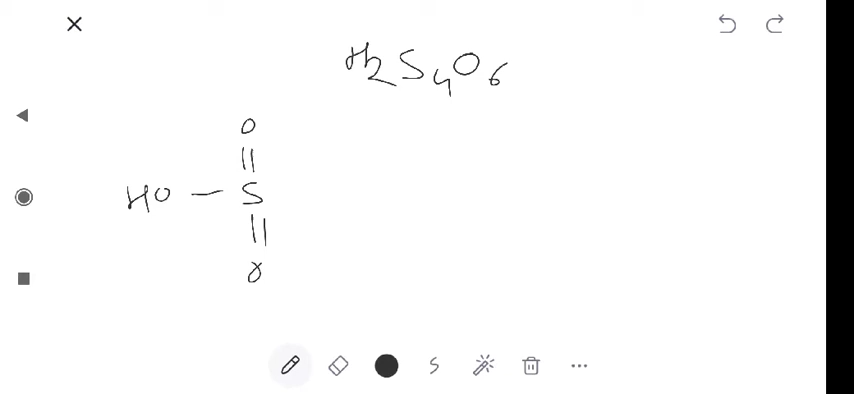 H₂S₄O₆
O
||
HO — S
||
O